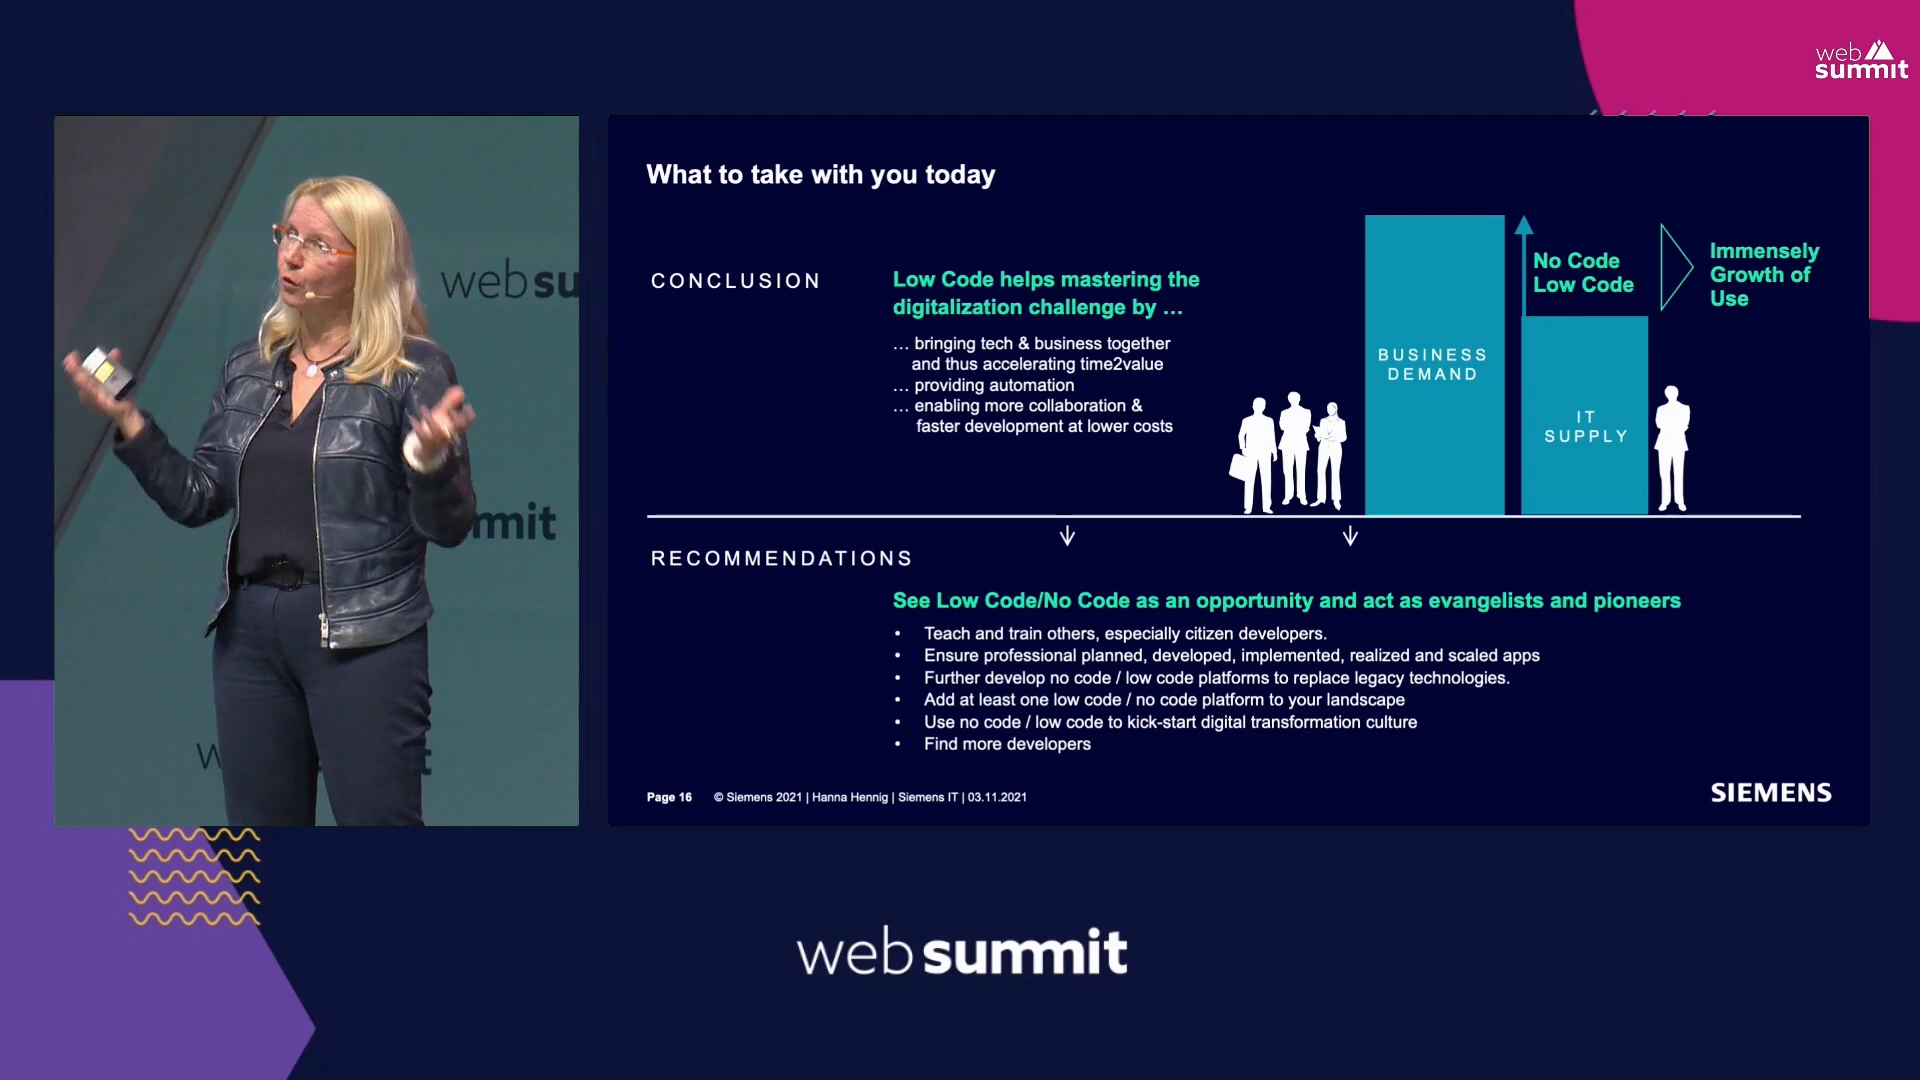 web
summit
web su
mmit
What to take with you today
CONCLUSION
Low Code helps mastering the
digitalization challenge by ...
... bringing tech & business together
and thus accelerating time2value
... providing automation
... enabling more collaboration &
faster development at lower costs
BUSINESS
DEMAND
No Code
Low Code
IT
SUPPLY
Immensely
Growth of
Use
RECOMMENDATIONS
See Low Code/No Code as an opportunity and act as evangelists and pioneers
• Teach and train others, especially citizen developers.
• Ensure professional planned, developed, implemented, realized and scaled apps
• Further develop no code / low code platforms to replace legacy technologies.
• Add at least one low code / no code platform to your landscape
• Use no code / low code to kick-start digital transformation culture
• Find more developers
Page 16 © Siemens 2021 | Hanna Hennig | Siemens IT | 03.11.2021
SIEMENS
web summit